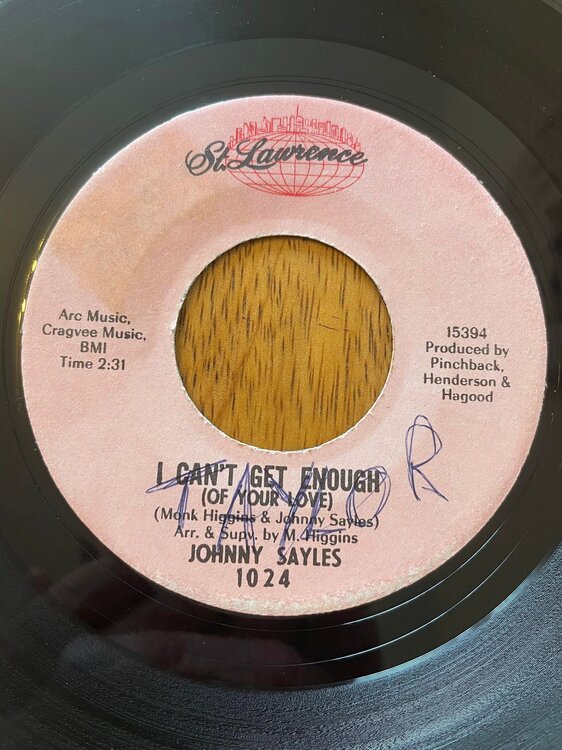 St. Lawrence
Arc Music,
Cragvee Music,
BMI
Time 2:31
15394
Produced by
Pinchback,
Henderson &
Hagood
I CAN'T GET ENOUGH
(OF YOUR LOVE)
(Monk Higgins & Johnny Sayles)
Arr. & Supv. by M. Higgins
JOHNNY SAYLES
1024
TAYLOR